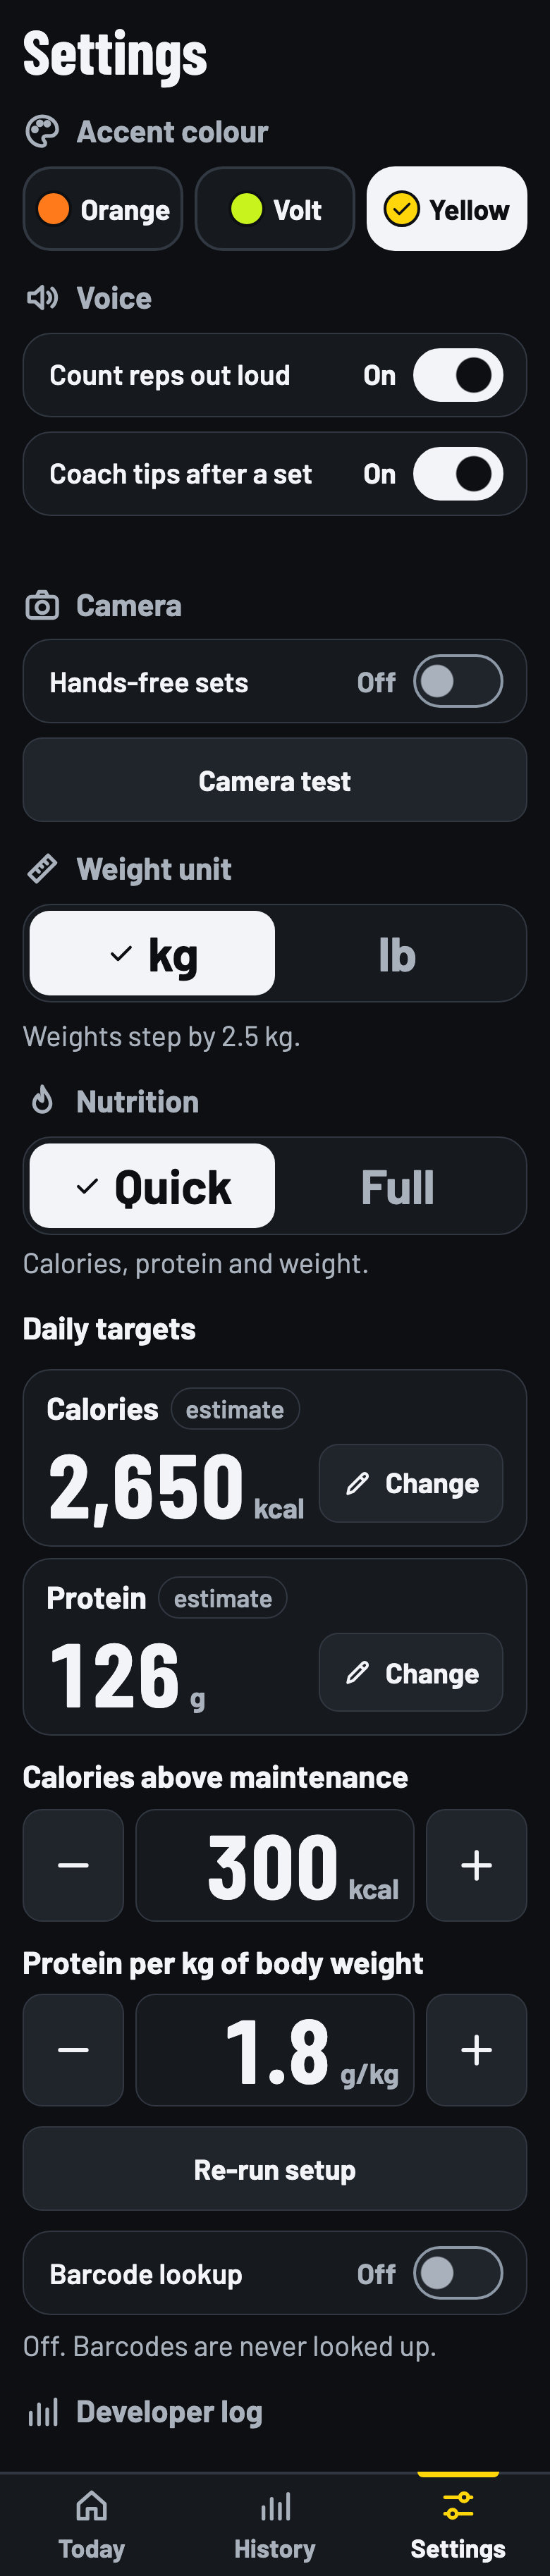 Settings
Accent colour
Orange
Volt
Yellow
Voice
Count reps out loud
On
Coach tips after a set
On
Camera
Hands-free sets
Off
Camera test
Weight unit
kg
lb
Weights step by 2.5 kg.
Nutrition
Quick
Full
Calories, protein and weight.
Daily targets
Calories estimate
2,650 kcal
Change
Protein estimate
126 g
Change
Calories above maintenance
300 kcal
Protein per kg of body weight
1.8 g/kg
Re-run setup
Barcode lookup
Off
Off. Barcodes are never looked up.
Developer log
Today
History
Settings